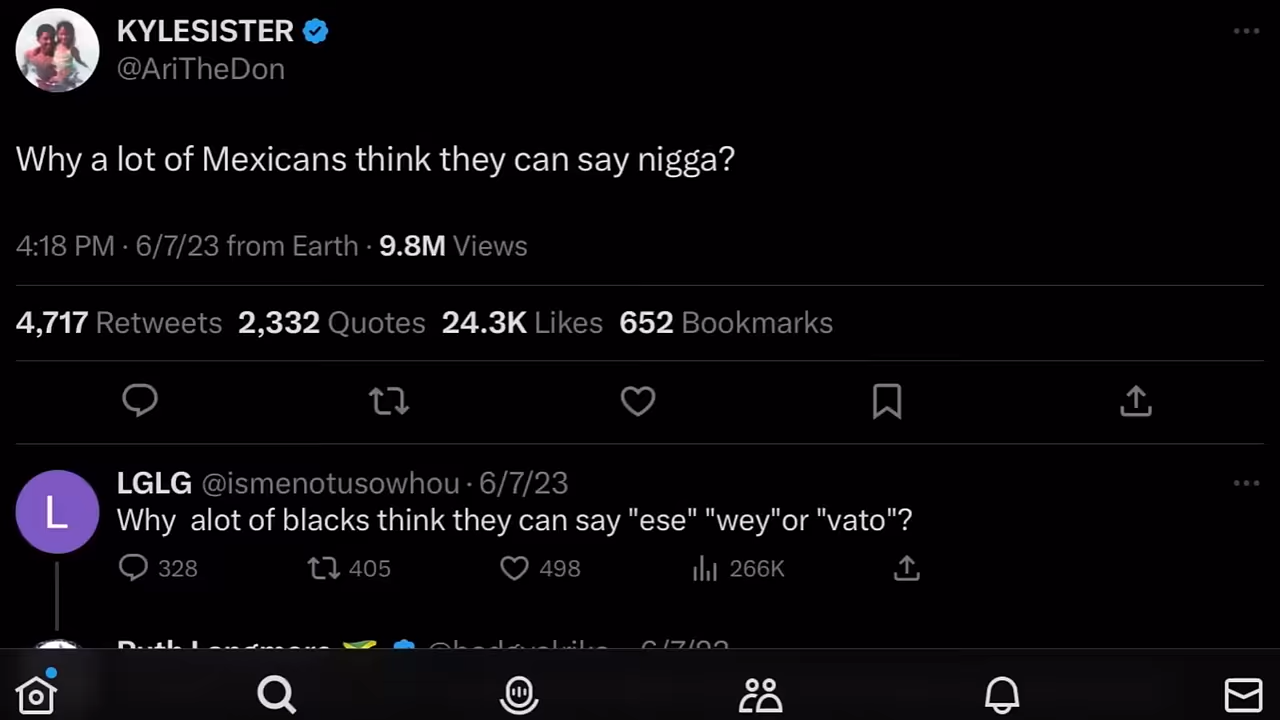 KYLESISTER
@AriTheDon
Why a lot of Mexicans think they can say nigga?
4:18 PM · 6/7/23 from Earth · 9.8M Views
4,717 Retweets 2,332 Quotes 24.3K Likes 652 Bookmarks
L
LGLG @ismenotusowhou · 6/7/23
Why alot of blacks think they can say "ese" "wey"or "vato"?
328 405 498 266K